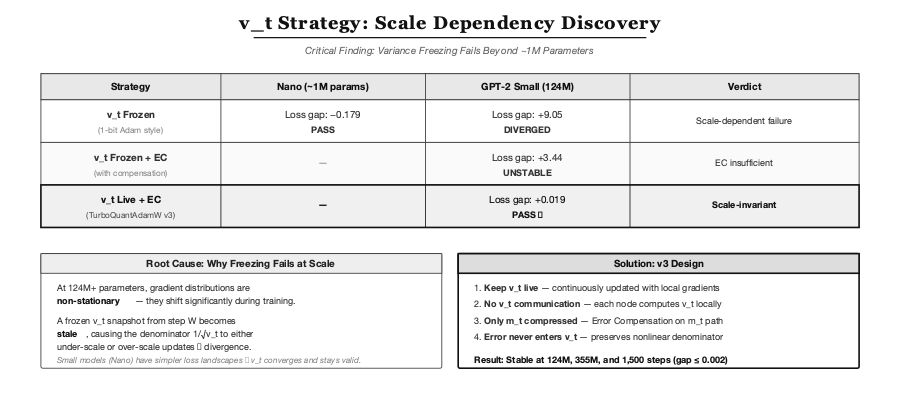 v_t Strategy: Scale Dependency Discovery
Critical Finding: Variance Freezing Fails Beyond ~1M Parameters
Strategy Nano (~1M params) GPT-2 Small (124M) Verdict
v_t Frozen
(1-bit Adam style)
Loss gap: −0.179
PASS
Loss gap: +9.05
DIVERGED
Scale-dependent failure
v_t Frozen + EC
(with compensation)
—
Loss gap: +3.44
UNSTABLE
EC insufficient
v_t Live + EC
(TurboQuantAdamW v3)
—
Loss gap: +0.019
PASS▯
Scale-invariant
Root Cause: Why Freezing Fails at Scale
At 124M+ parameters, gradient distributions are
non-stationary — they shift significantly during training.
A frozen v_t snapshot from step W becomes
stale , causing the denominator 1/√v_t to either
under-scale or over-scale updates ▯ divergence.
Small models (Nano) have simpler loss landscapes ▯ v_t converges and stays valid.
Solution: v3 Design
1. Keep v_t live — continuously updated with local gradients
2. No v_t communication — each node computes v_t locally
3. Only m_t compressed — Error Compensation on m_t path
4. Error never enters v_t — preserves nonlinear denominator
Result: Stable at 124M, 355M, and 1,500 steps (gap ≤ 0.002)